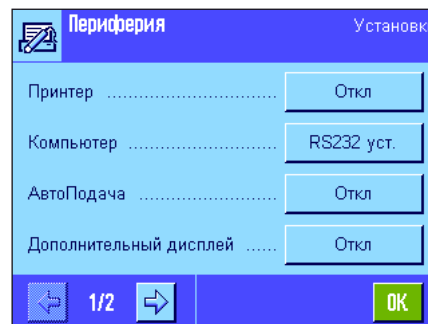 Периферия Установк
Принтер ............................ Откл
Компьютер ........................ RS232 уст.
АвтоПодача ...................... Откл
Дополнительный дисплей ...... Откл
1/2 OK